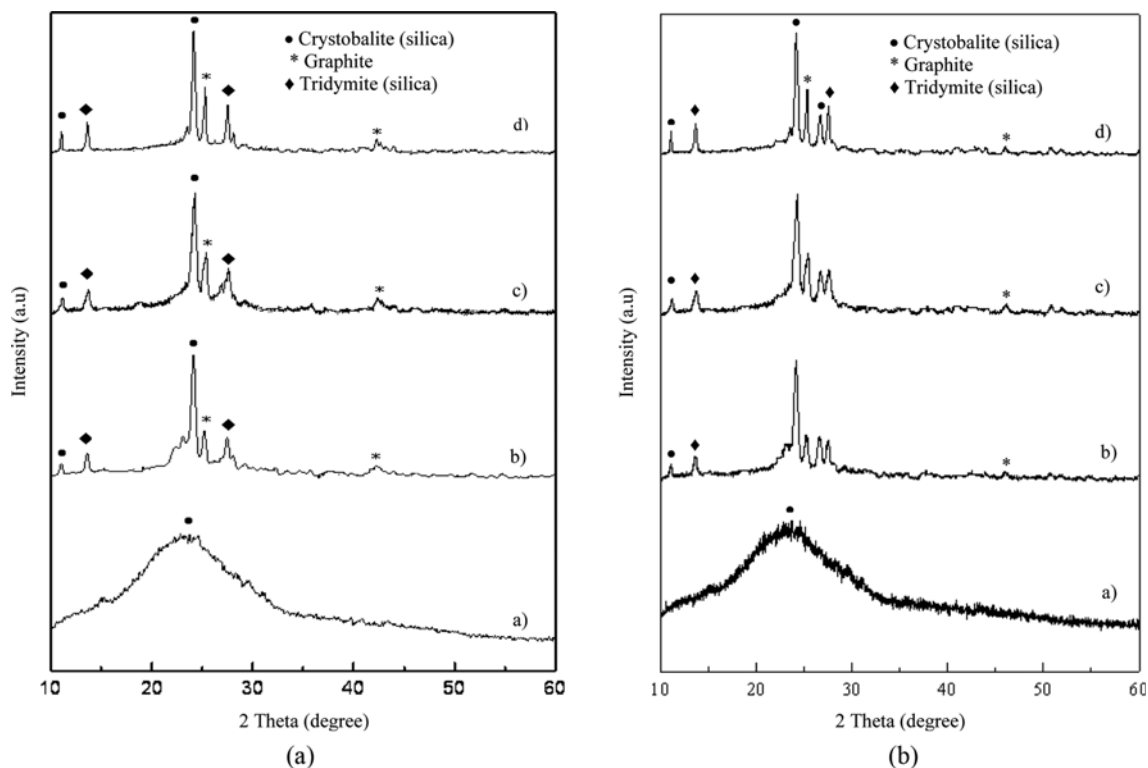 ● Crystobalite (silica)
* Graphite
◆ Tridymite (silica)
d)
c)
b)
a)
Intensity (a.u)
10 20 30 40 50 60
2 Theta (degree)
(a)
● Crystobalite (silica)
* Graphite
♦ Tridymite (silica)
d)
c)
b)
a)
Intensity (a.u)
10 20 30 40 50 60
2 Theta (degree)
(b)